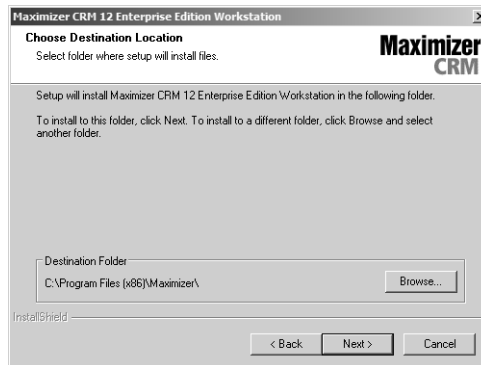 Maximizer CRM 12 Enterprise Edition Workstation
Choose Destination Location
Select folder where setup will install files.
Maximizer
CRM
Setup will install Maximizer CRM 12 Enterprise Edition Workstation in the following folder.
To install to this folder, click Next. To install to a different folder, click Browse and select
another folder.
Destination Folder
C:\Program Files (x86)\Maximizer\
Browse...
InstallShield
< Back
Next >
Cancel